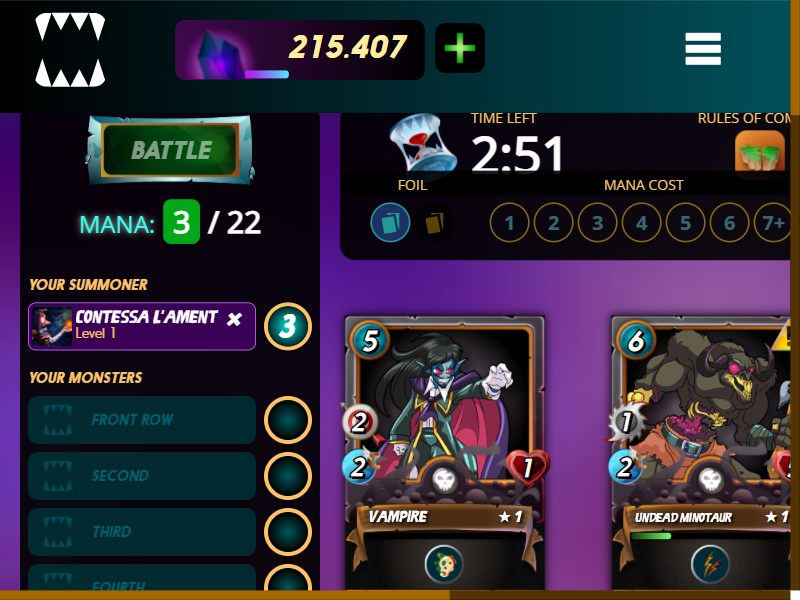 215.407
BATTLE
MANA: 3 / 22
YOUR SUMMONER
CONTESSA L'AMENT
Level 1
3
YOUR MONSTERS
FRONT ROW
SECOND
THIRD
FOURTH
TIME LEFT
2:51
RULES OF COM
FOIL
MANA COST
1 2 3 4 5 6 7+
5
2
2
1
VAMPIRE
★ 1
6
1
2
UNDEAD MINOTAUR
★ 1